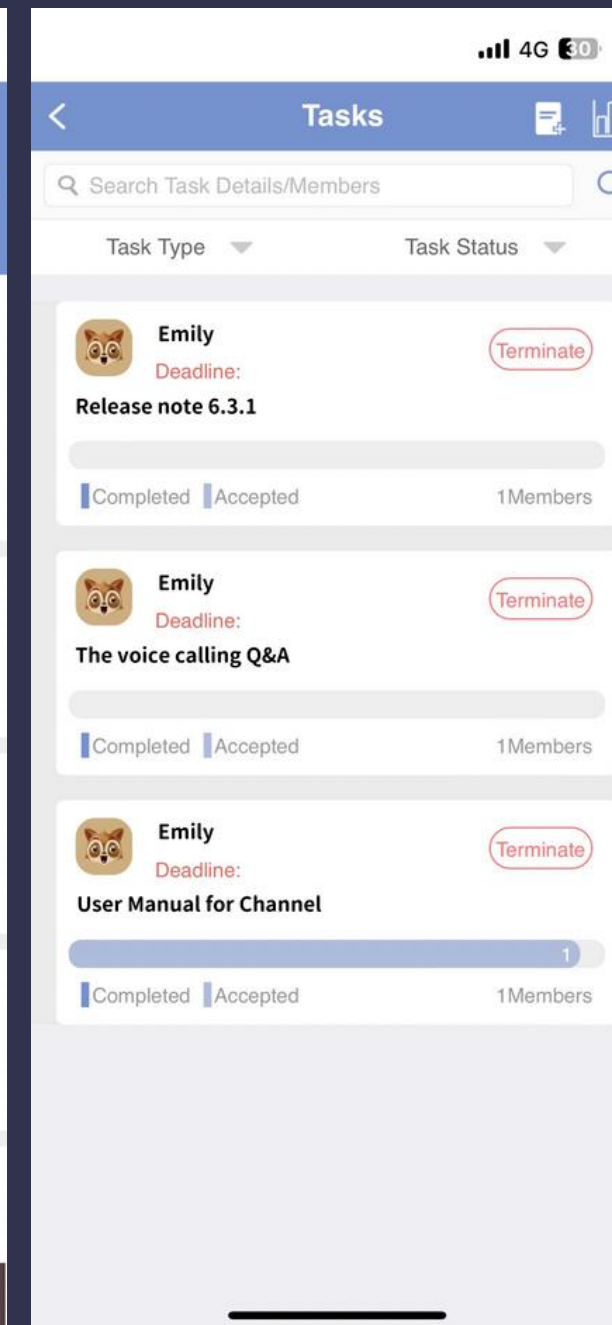 4G 30
Tasks
Search Task Details/Members
Task Type Task Status
Emily
Terminate
Deadline:
Release note 6.3.1
Completed Accepted 1Members
Emily
Terminate
Deadline:
The voice calling Q&A
Completed Accepted 1Members
Emily
Terminate
Deadline:
User Manual for Channel
1
Completed Accepted 1Members